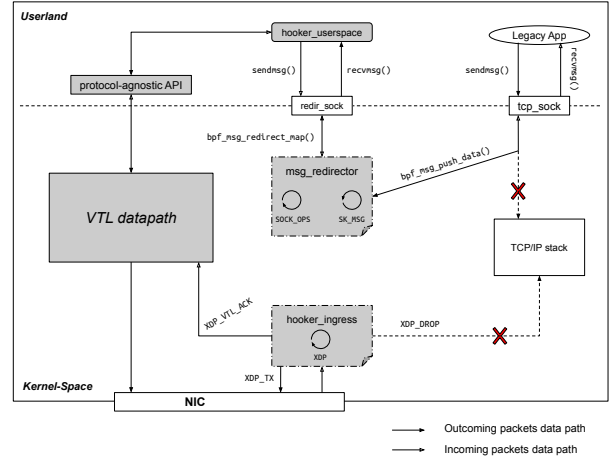 Userland
hooker_userspace
Legacy App
sendmsg()
recvmsg()
sendmsg()
recvmsg()
protocol-agnostic API
redir_sock
tcp_sock
bpf_msg_redirect_map()
bpf_msg_push_data()
msg_redirector
SOCK_OPS
SK_MSG
VTL datapath
TCP/IP stack
XDP_VTL_ACK
hooker_ingress
XDP
XDP_DROP
XDP_TX
Kernel-Space
NIC
Outcoming packets data path
Incoming packets data path